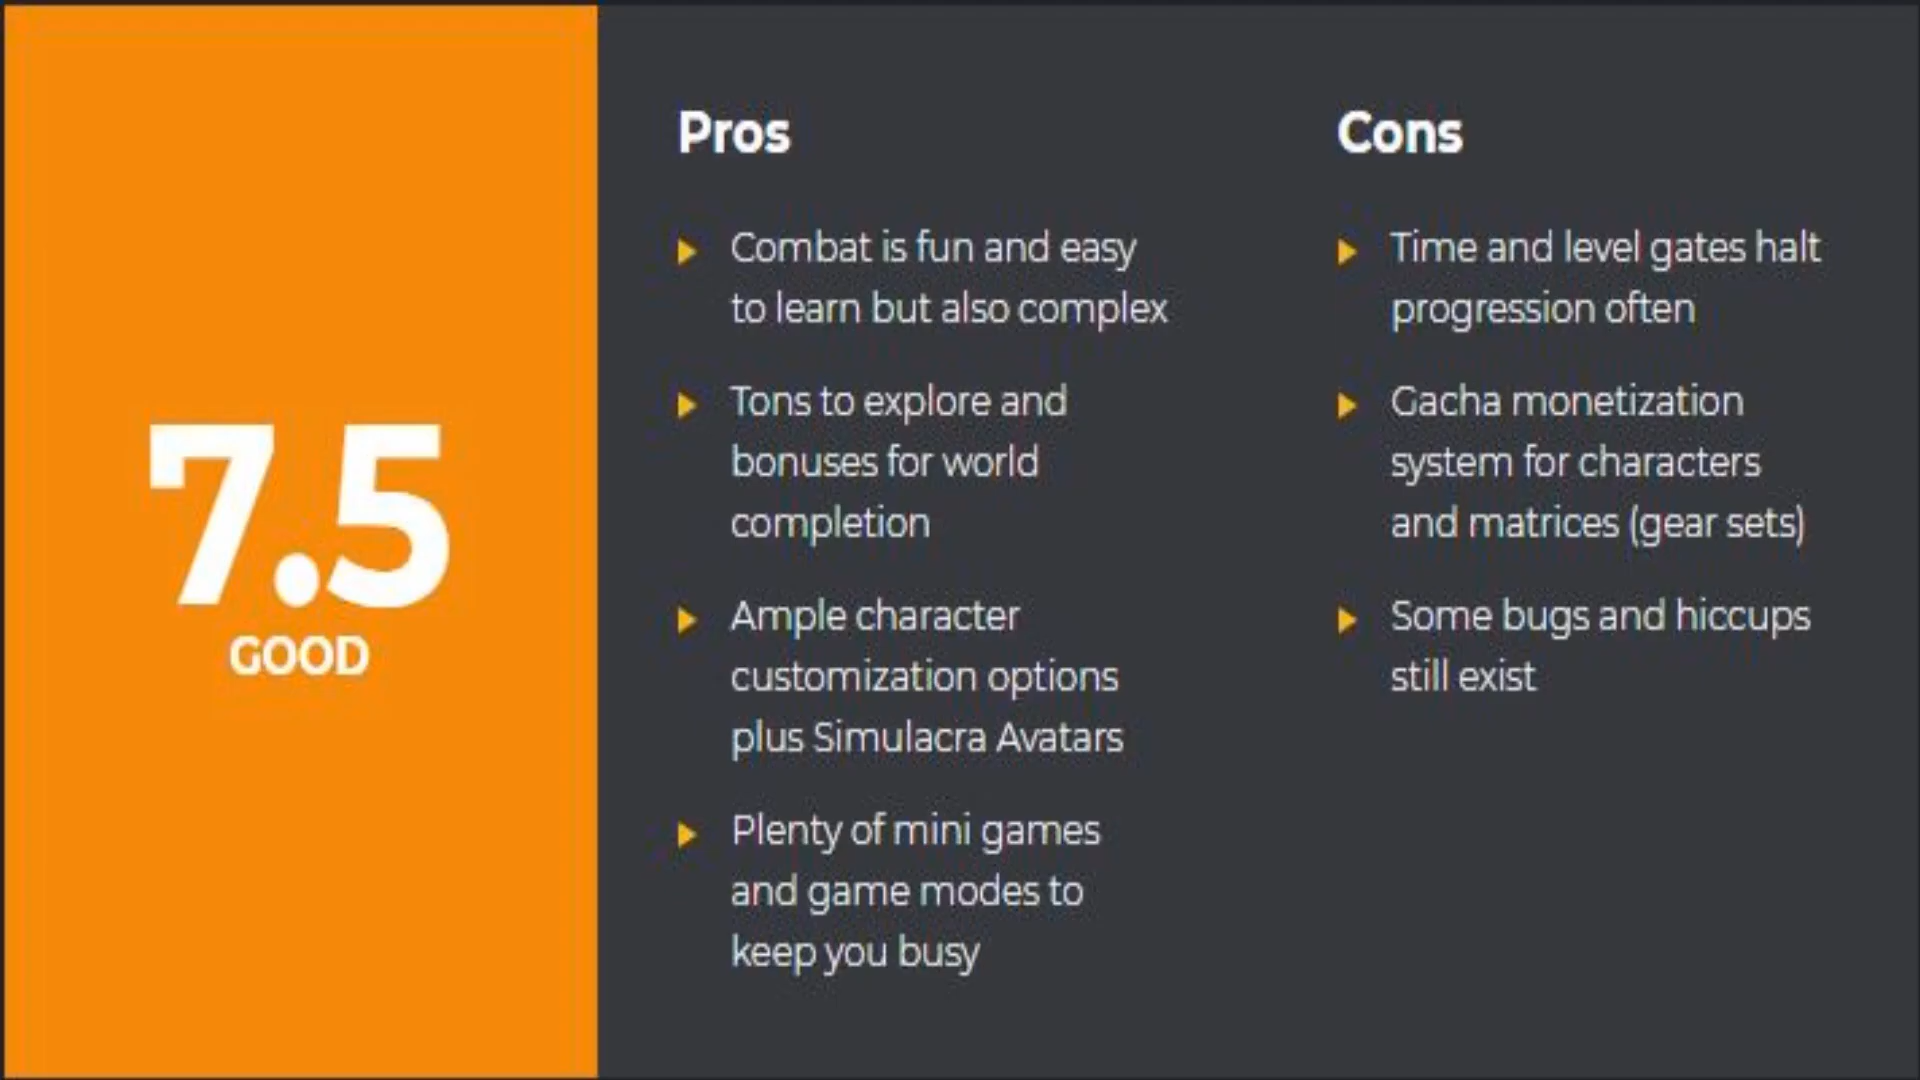 7.5
GOOD
Pros
Combat is fun and easy
to learn but also complex
Tons to explore and
bonuses for world
completion
Ample character
customization options
plus Simulacra Avatars
Plenty of mini games
and game modes to
keep you busy
Cons
Time and level gates halt
progression often
Gacha monetization
system for characters
and matrices (gear sets)
Some bugs and hiccups
still exist